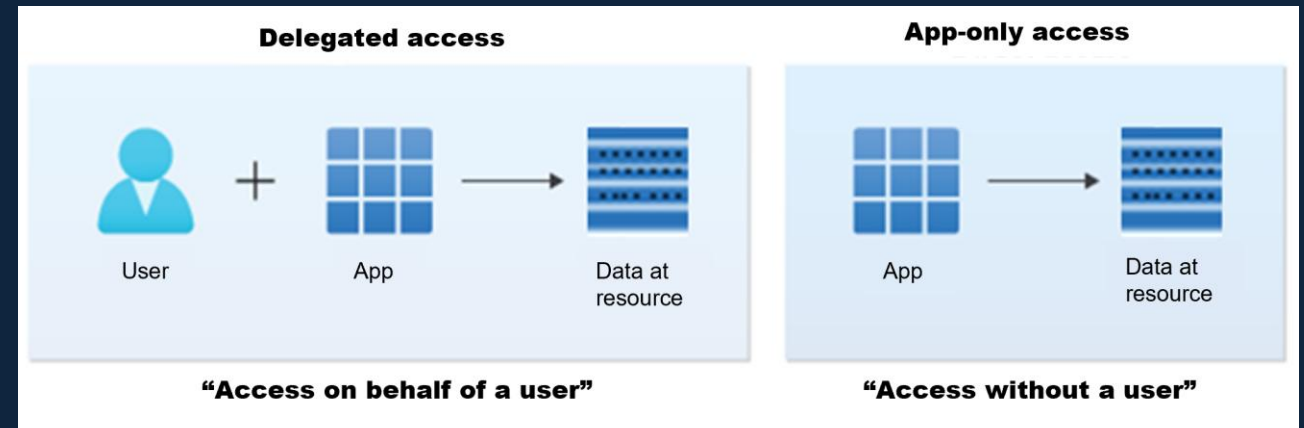 Delegated access
User
App
Data at
resource
“Access on behalf of a user”
App-only access
App
Data at
resource
“Access without a user”